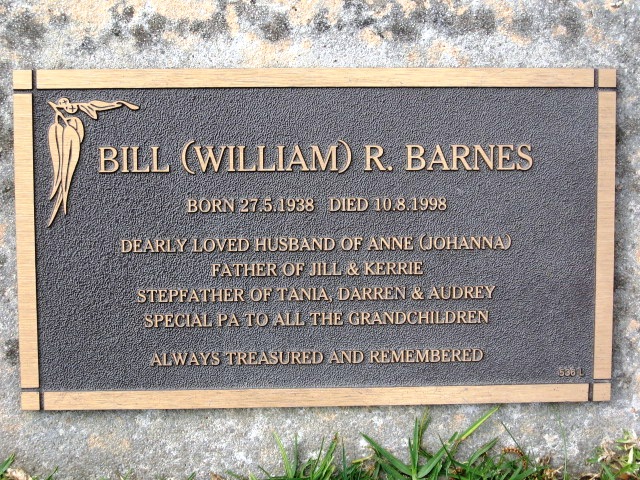 BILL (WILLIAM) R. BARNES
BORN 27.5.1938 DIED 10.8.1998
DEARLY LOVED HUSBAND OF ANNE (JOHANNA)
FATHER OF JILL & KERRIE
STEPFATHER OF TANIA, DARREN & AUDREY
SPECIAL PA TO ALL THE GRANDCHILDREN
ALWAYS TREASURED AND REMEMBERED
536 L